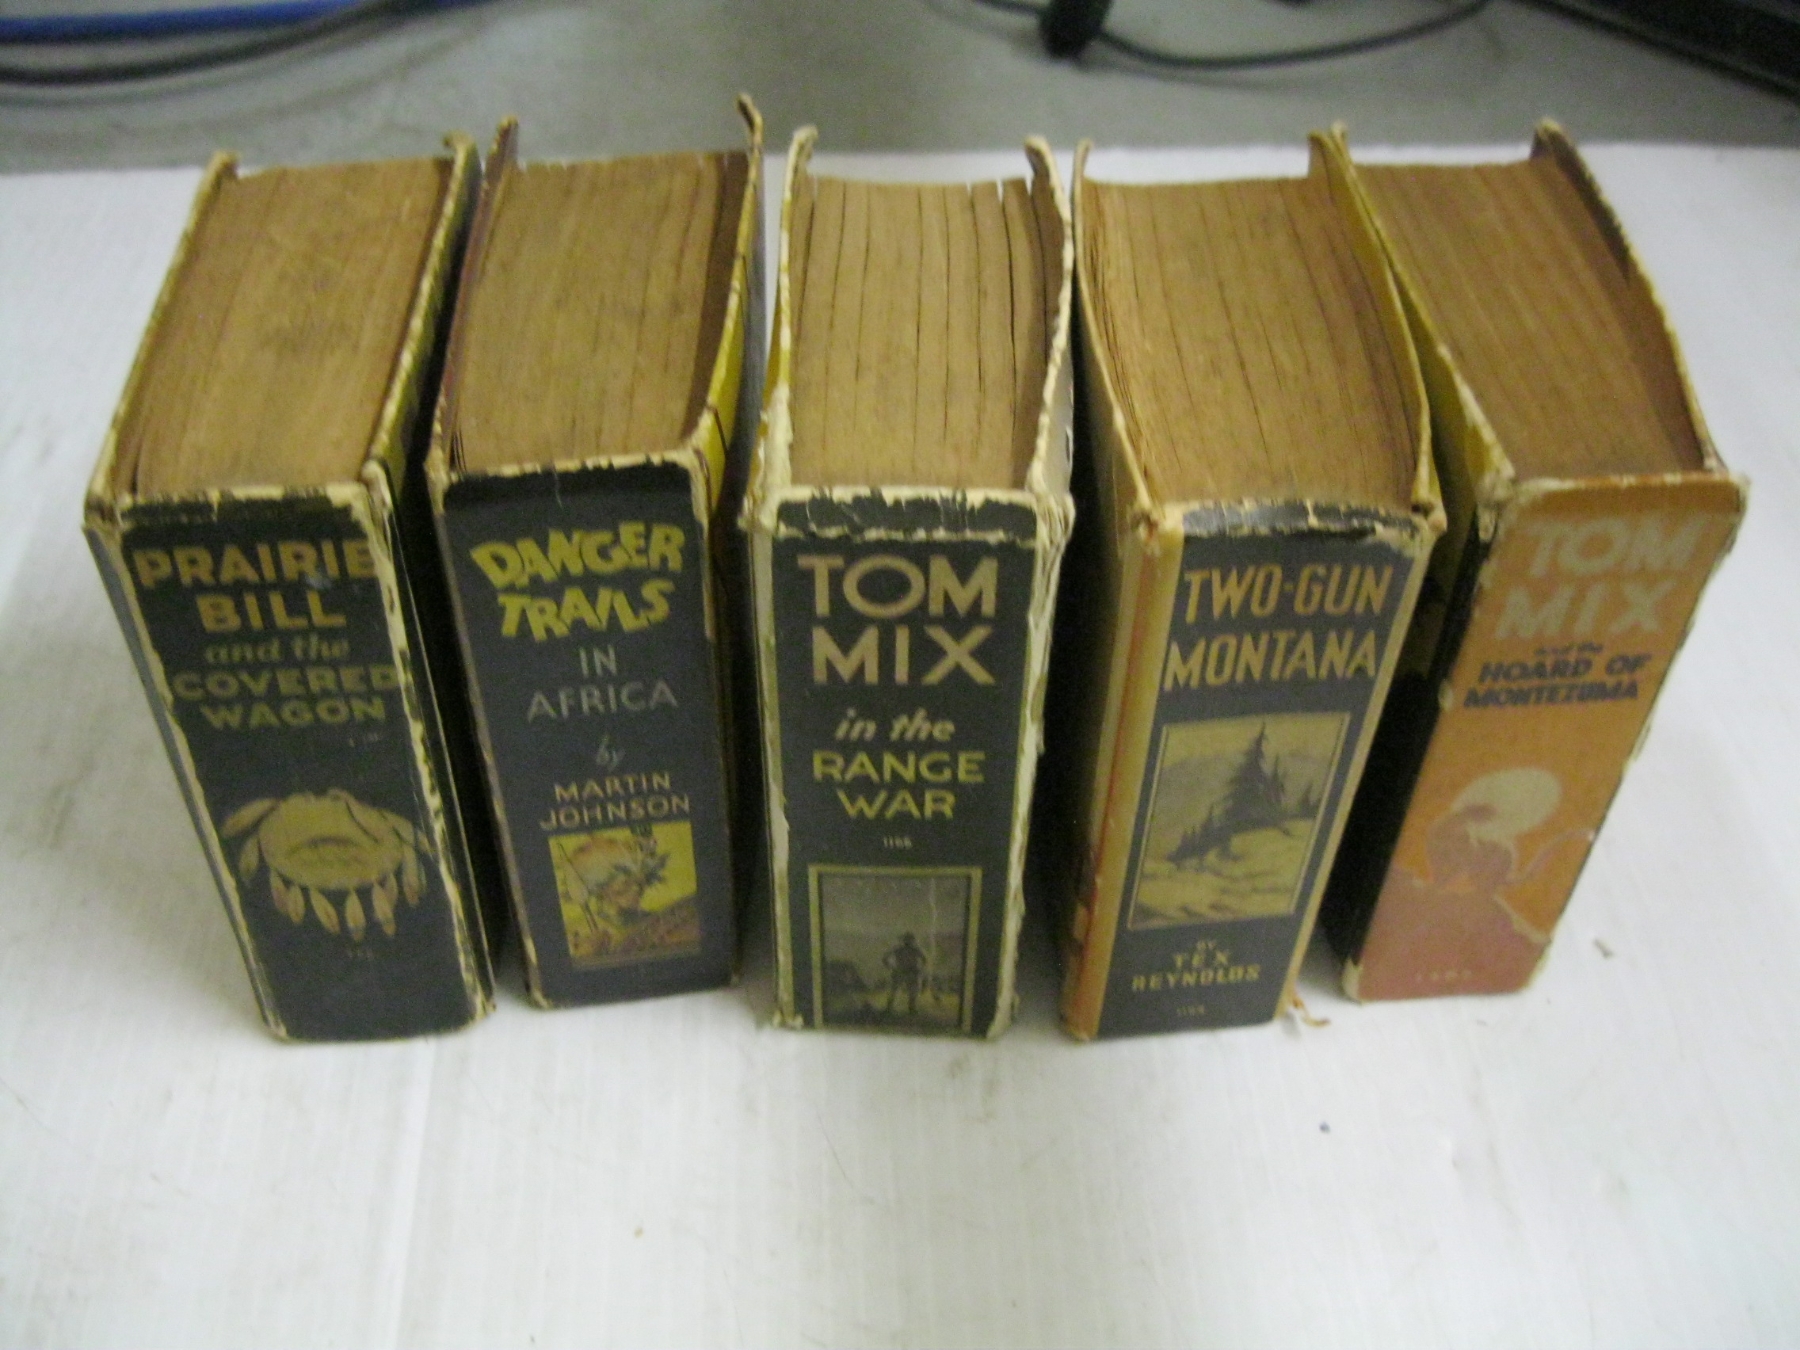 PRAIRIE
BILL
and the
COVERED
WAGON
DANGER
TRAILS
IN
AFRICA
by
MARTIN
JOHNSON
TOM
MIX
in the
RANGE
WAR
1166
TWO-GUN
MONTANA
BY
TEX
REYNOLDS
TOM
MIX
and the
HOARD OF
MONTEZUMA